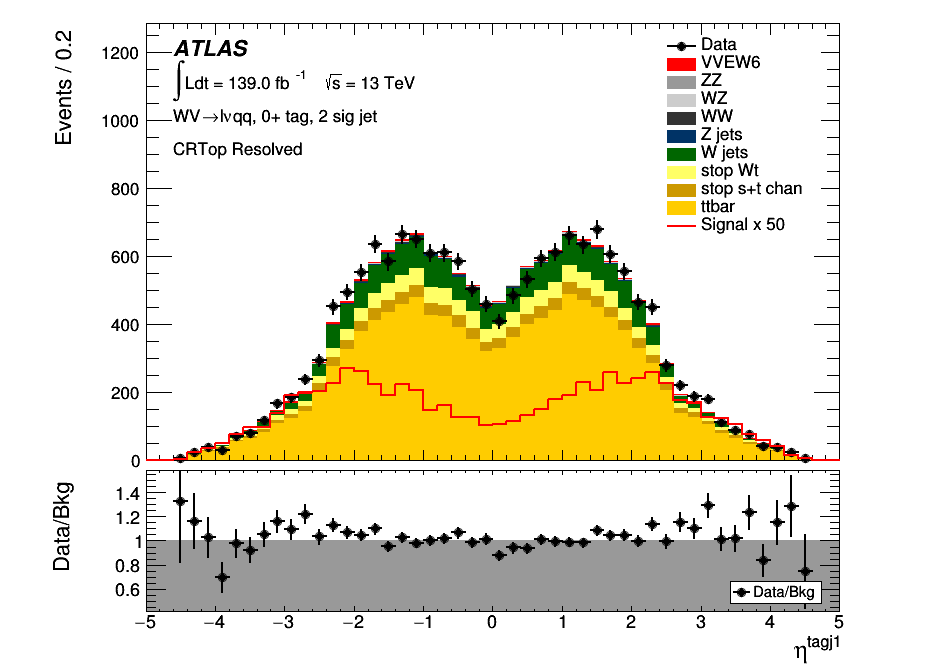 Events / 0.2
1200
1000
800
600
400
200
0
ATLAS
∫Ldt = 139.0 fb⁻¹ √s = 13 TeV
WV→lνqq, 0+ tag, 2 sig jet
CRTop Resolved
Data
VVEW6
ZZ
WZ
WW
Z jets
W jets
stop Wt
stop s+t chan
ttbar
Signal x 50
Data/Bkg
1.4
1.2
1
0.8
0.6
Data/Bkg
−5 −4 −3 −2 −1 0 1 2 3 4 5
η^tagj1